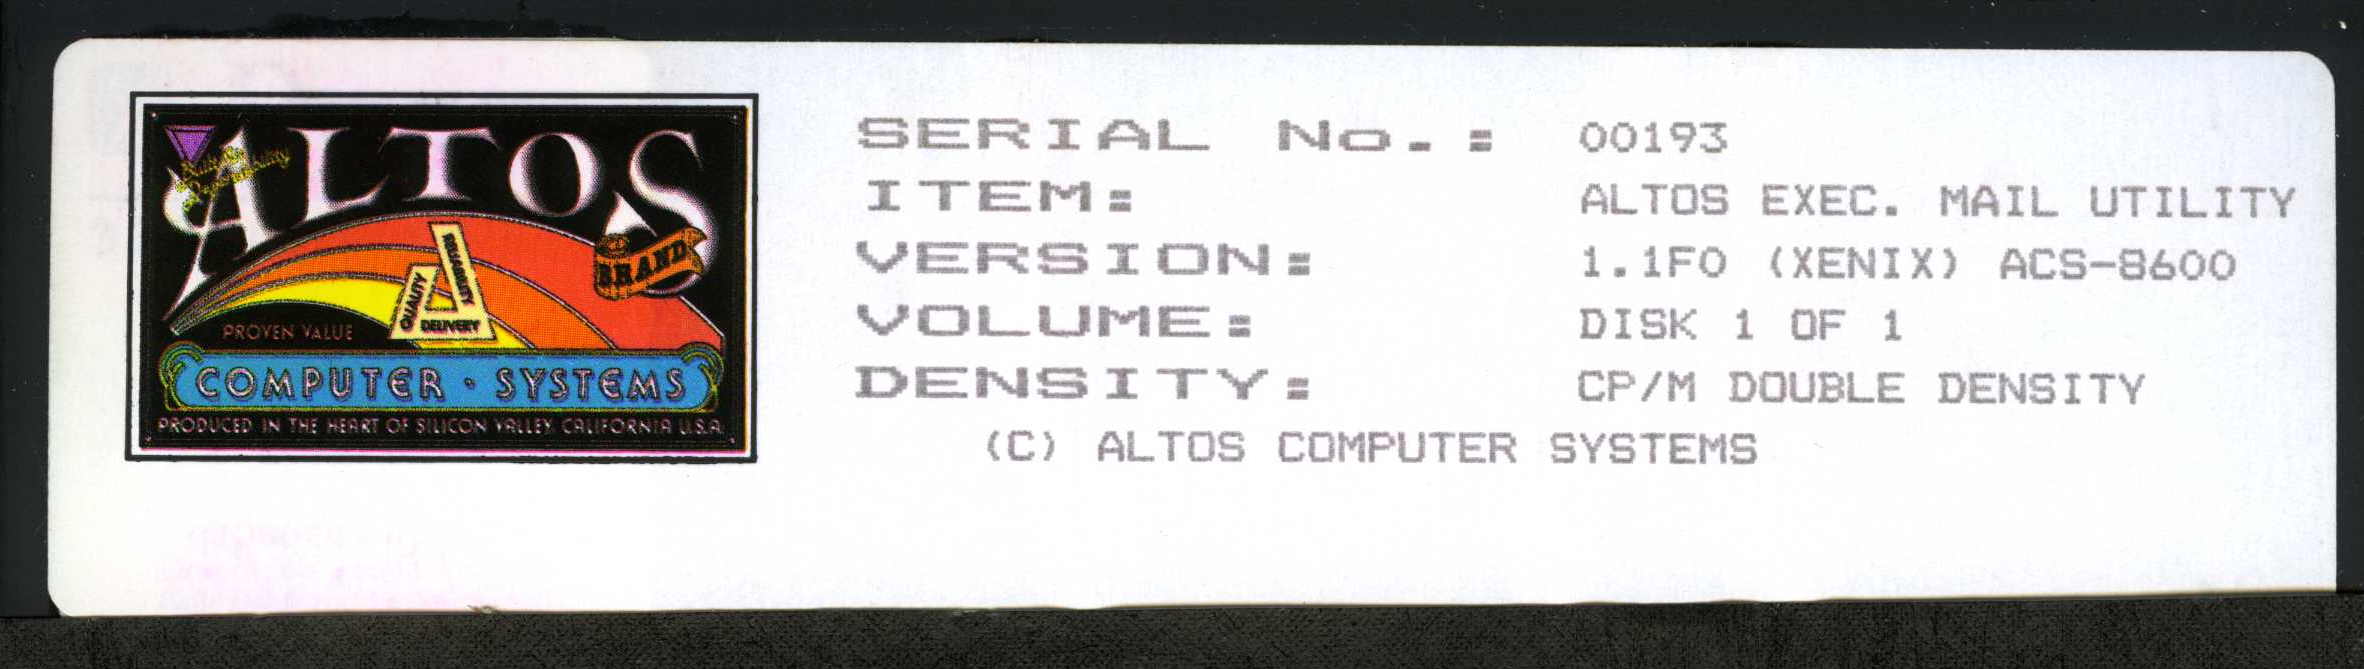 ALTOS
BRAND
QUALITY
DELIVERY
PROVEN VALUE
COMPUTER · SYSTEMS
PRODUCED IN THE HEART OF SILICON VALLEY CALIFORNIA U.S.A.
SERIAL No.: 00193
ITEM: ALTOS EXEC. MAIL UTILITY
VERSION: 1.1F0 (XENIX) ACS-8600
VOLUME: DISK 1 OF 1
DENSITY: CP/M DOUBLE DENSITY
(C) ALTOS COMPUTER SYSTEMS